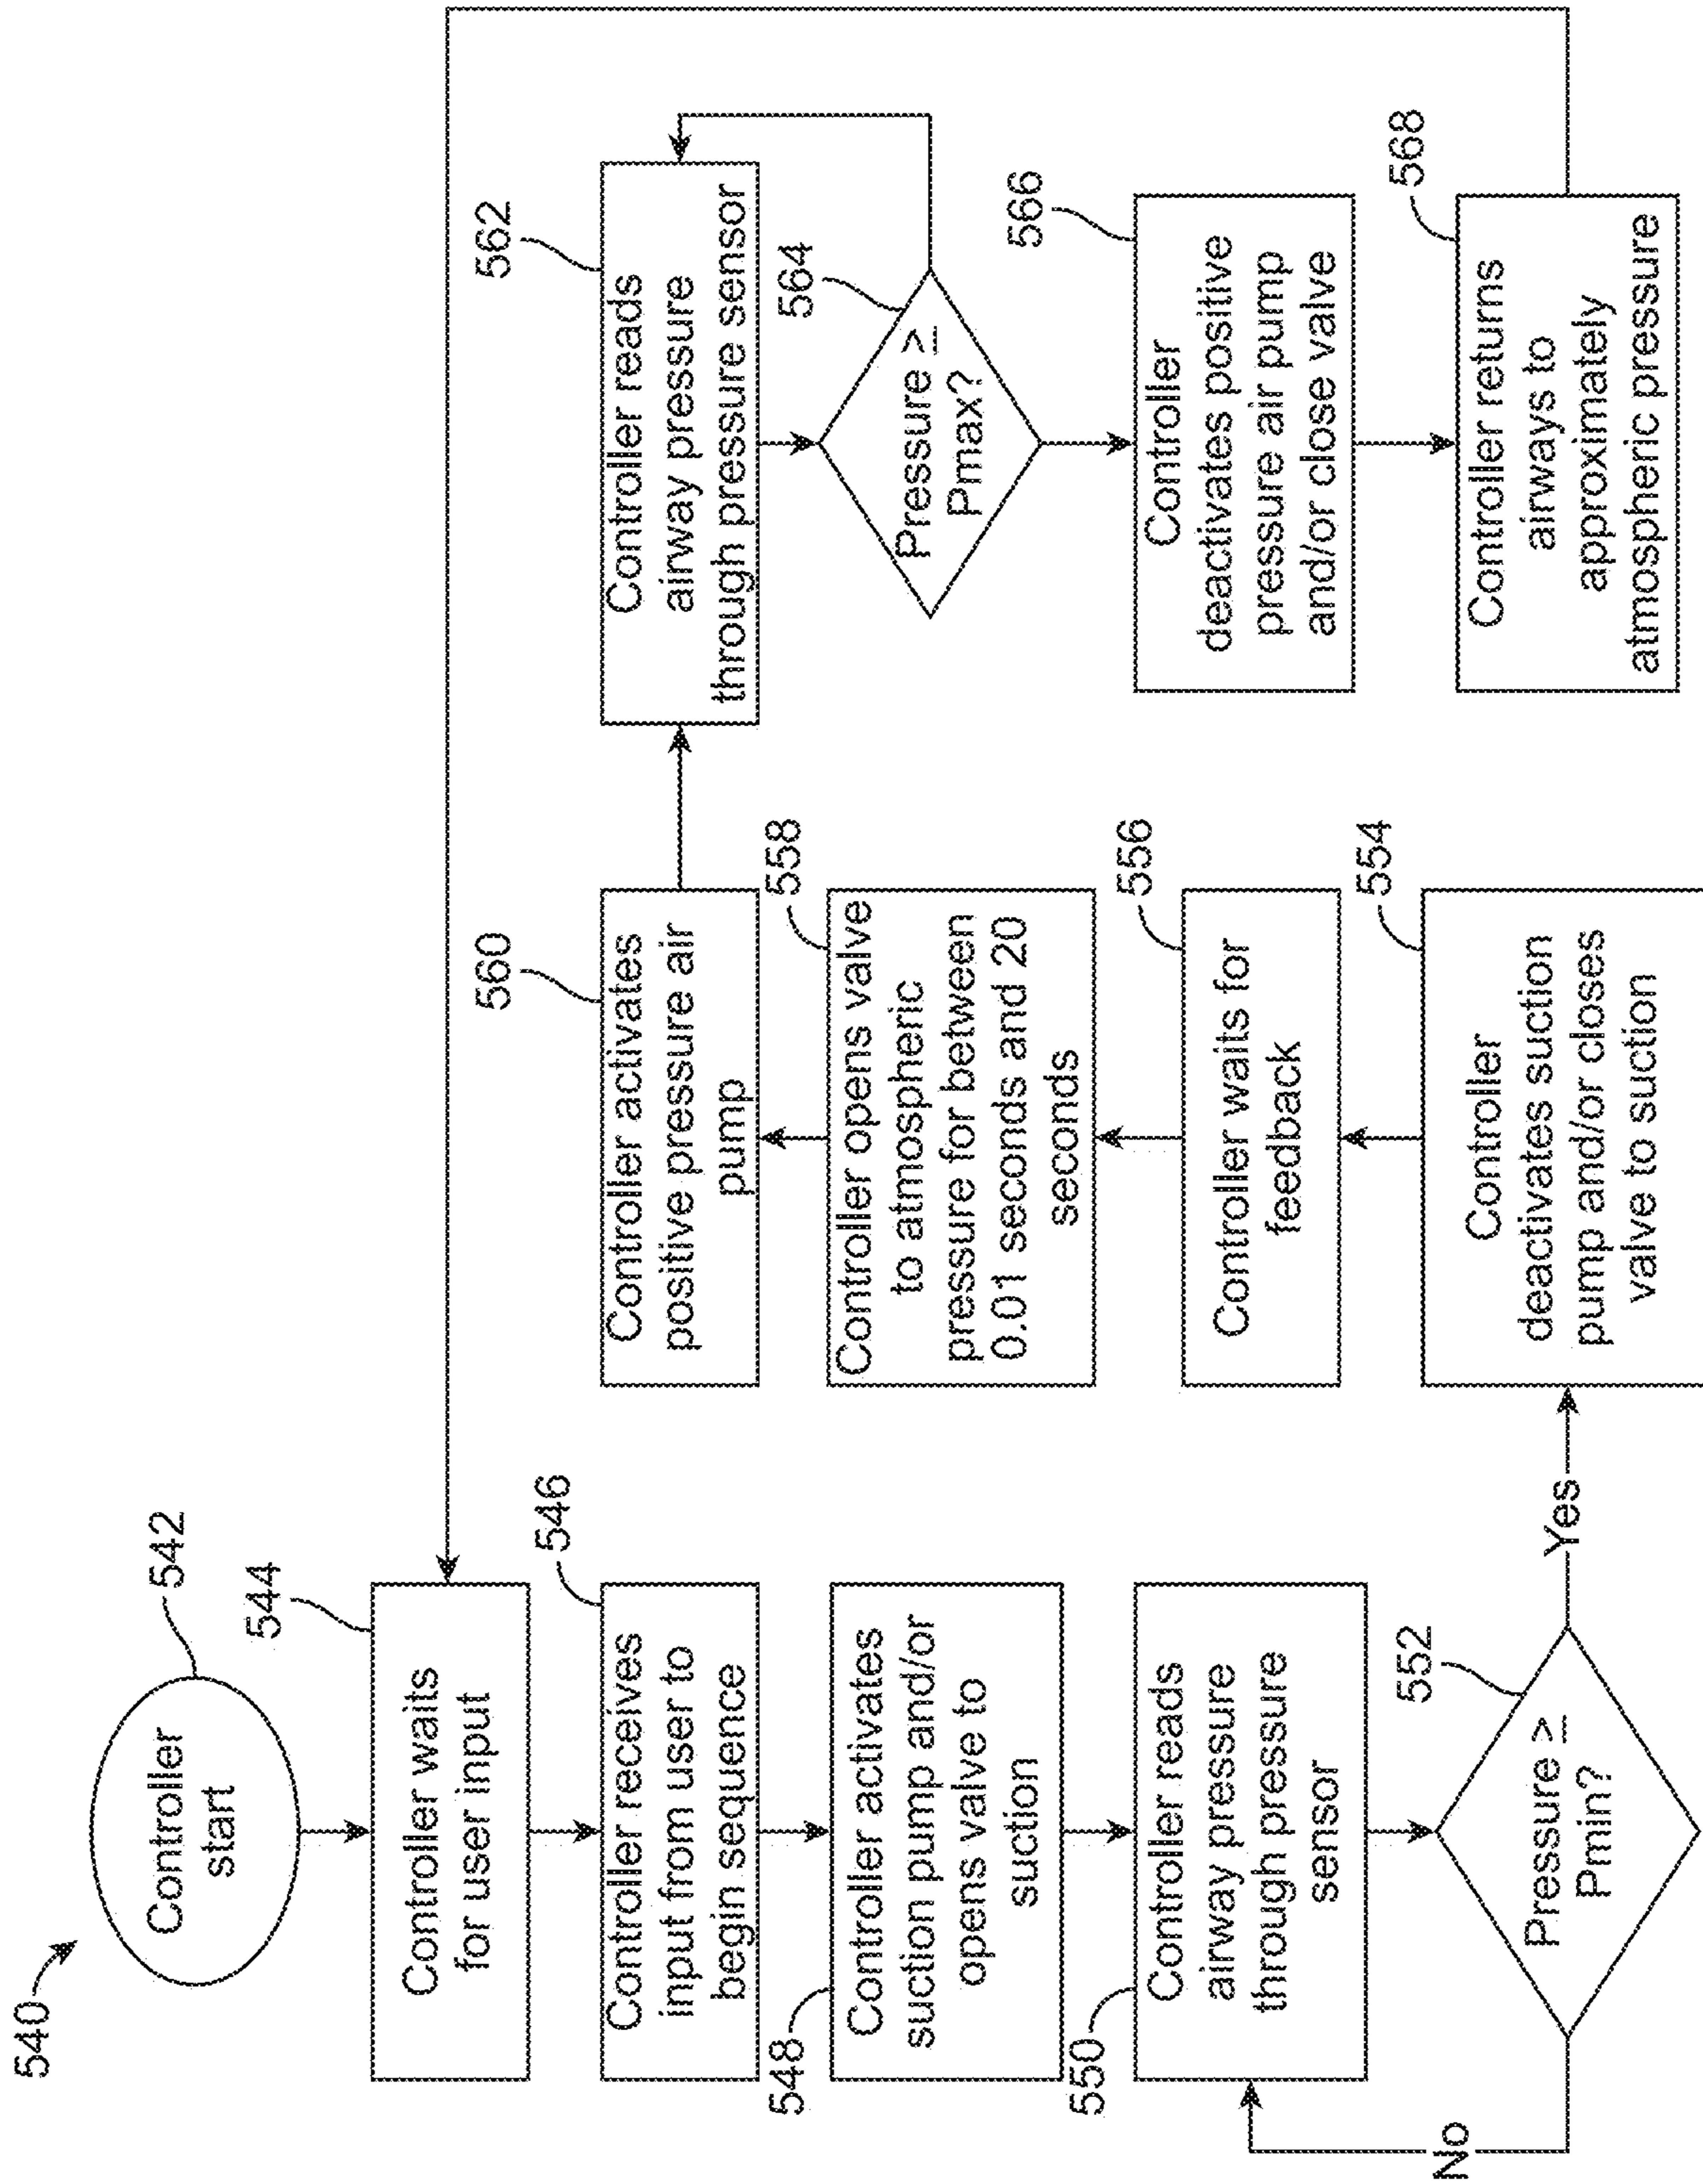 540
Controller
start
542
544
Controller waits
for user input
546
Controller receives
input from user to
begin sequence
548
Controller activates
suction pump and/or
opens valve to
suction
550
Controller reads
airway pressure
through pressure
sensor
552
Pressure ≥
Pmin?
No
Yes
554
Controller
deactivates suction
pump and/or closes
valve to suction
556
Controller waits for
feedback
558
Controller opens valve
to atmospheric
pressure for between
0.01 seconds and 20
seconds
560
Controller activates
positive pressure air
pump
562
Controller reads
airway pressure
through pressure sensor
564
Pressure ≥
Pmax?
566
Controller
deactivates positive
pressure air pump
and/or close valve
568
Controller returns
airways to
approximately
atmospheric pressure